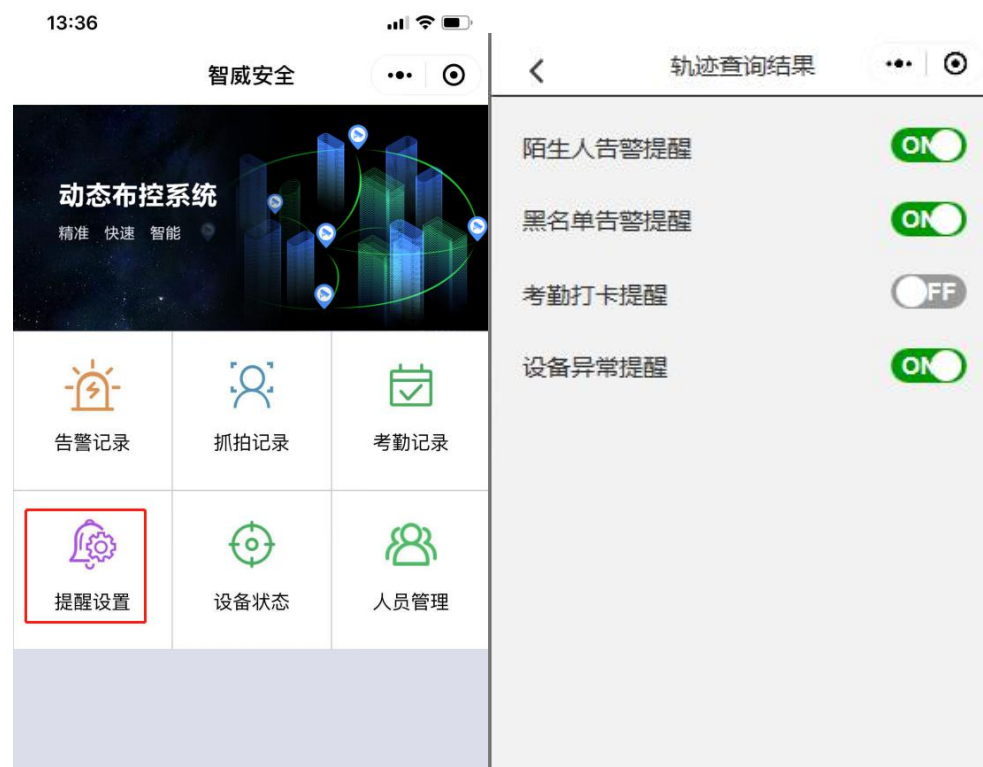 13:36
智威安全
动态布控系统
精准 快速 智能
告警记录
抓拍记录
考勤记录
提醒设置
设备状态
人员管理
轨迹查询结果
陌生人告警提醒
ON
黑名单告警提醒
ON
考勤打卡提醒
FF
设备异常提醒
ON